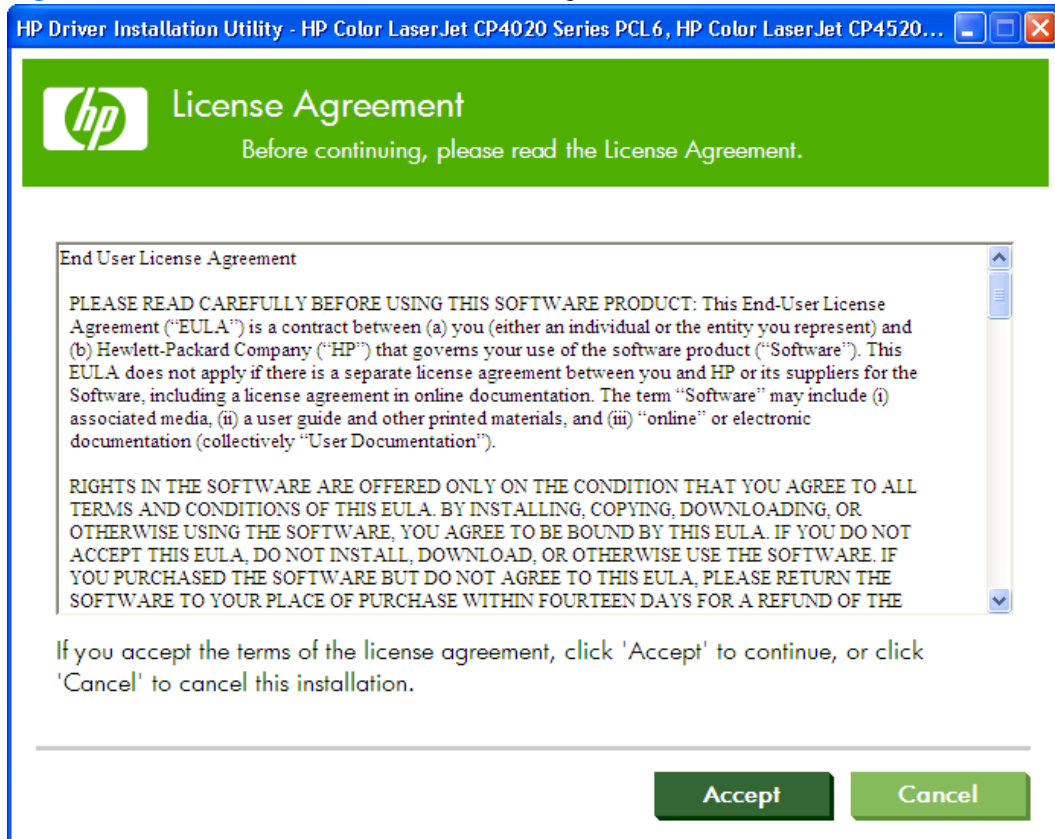 HP Driver Installation Utility - HP Color LaserJet CP4020 Series PCL6, HP Color LaserJet CP4520...
hp
License Agreement
Before continuing, please read the License Agreement.
End User License Agreement
PLEASE READ CAREFULLY BEFORE USING THIS SOFTWARE PRODUCT: This End-User License
Agreement (“EULA”) is a contract between (a) you (either an individual or the entity you represent) and
(b) Hewlett-Packard Company (“HP”) that governs your use of the software product (“Software”). This
EULA does not apply if there is a separate license agreement between you and HP or its suppliers for the
Software, including a license agreement in online documentation. The term “Software” may include (i)
associated media, (ii) a user guide and other printed materials, and (iii) “online” or electronic
documentation (collectively “User Documentation”).
RIGHTS IN THE SOFTWARE ARE OFFERED ONLY ON THE CONDITION THAT YOU AGREE TO ALL
TERMS AND CONDITIONS OF THIS EULA. BY INSTALLING, COPYING, DOWNLOADING, OR
OTHERWISE USING THE SOFTWARE, YOU AGREE TO BE BOUND BY THIS EULA. IF YOU DO NOT
ACCEPT THIS EULA, DO NOT INSTALL, DOWNLOAD, OR OTHERWISE USE THE SOFTWARE. IF
YOU PURCHASED THE SOFTWARE BUT DO NOT AGREE TO THIS EULA, PLEASE RETURN THE
SOFTWARE TO YOUR PLACE OF PURCHASE WITHIN FOURTEEN DAYS FOR A REFUND OF THE
If you accept the terms of the license agreement, click 'Accept' to continue, or click
'Cancel' to cancel this installation.
Accept
Cancel